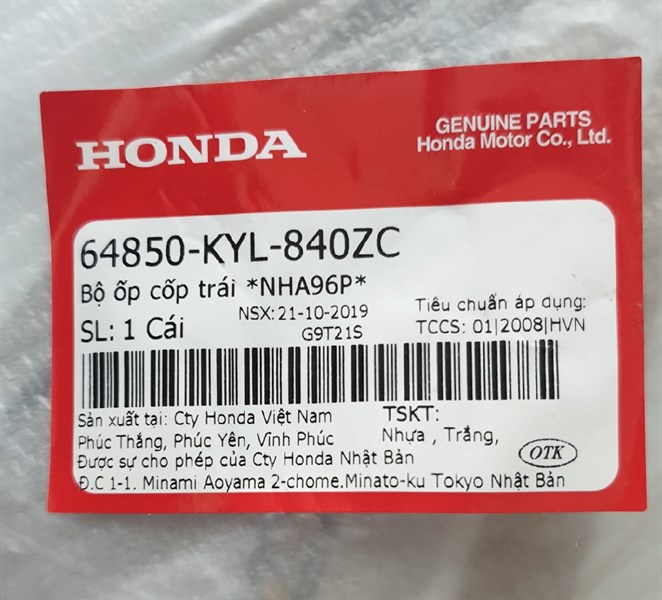 HONDA
GENUINE PARTS
Honda Motor Co., Ltd.
64850-KYL-840ZC
Bộ ốp cốp trái *NHA96P*
NSX: 21-10-2019
Tiêu chuẩn áp dụng:
SL: 1 Cái
G9T21S
TCCS: 01|2008|HVN
Sản xuất tại: Cty Honda Việt Nam
TSKT:
Phúc Thắng, Phúc Yên, Vĩnh Phúc
Nhựa , Trắng,
Được sự cho phép của Cty Honda Nhật Bản
OTK
Đ.C 1-1. Minami Aoyama 2-chome.Minato-ku Tokyo Nhật Bản